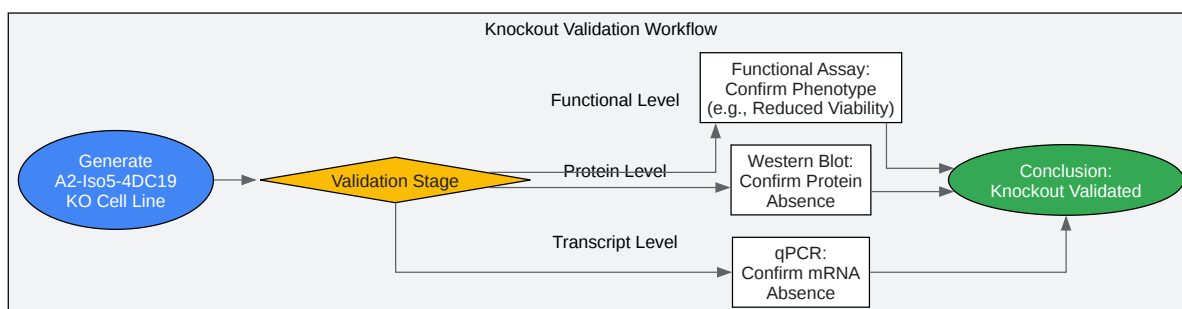 Knockout Validation Workflow
Generate
A2-Iso5-4DC19
KO Cell Line
Validation Stage
Functional Level
Functional Assay:
Confirm Phenotype
(e.g., Reduced Viability)
Protein Level
Western Blot:
Confirm Protein
Absence
Transcript Level
qPCR:
Confirm mRNA
Absence
Conclusion:
Knockout Validated